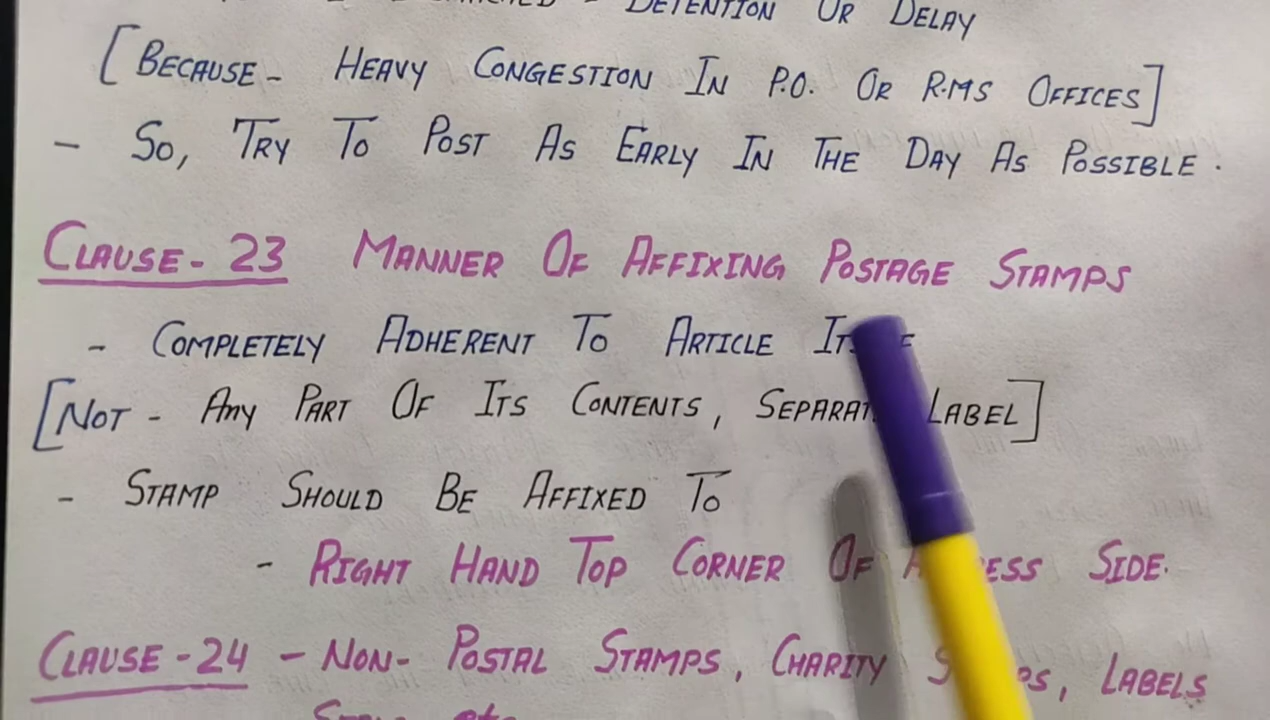 - DETENTION OR DELAY
[BECAUSE - HEAVY CONGESTION IN P.O. OR R.MS OFFICES]
- SO, TRY TO POST AS EARLY IN THE DAY AS POSSIBLE.
CLAUSE - 23 MANNER OF AFFIXING POSTAGE STAMPS
- COMPLETELY ADHERENT TO ARTICLE
[NOT - ANY PART OF ITS CONTENTS, LABEL]
- STAMP SHOULD BE AFFIXED TO
- RIGHT HAND TOP CORNER OF SIDE.
CLAUSE - 24 - NON - POSTAL STAMPS, CHARITY LABELS